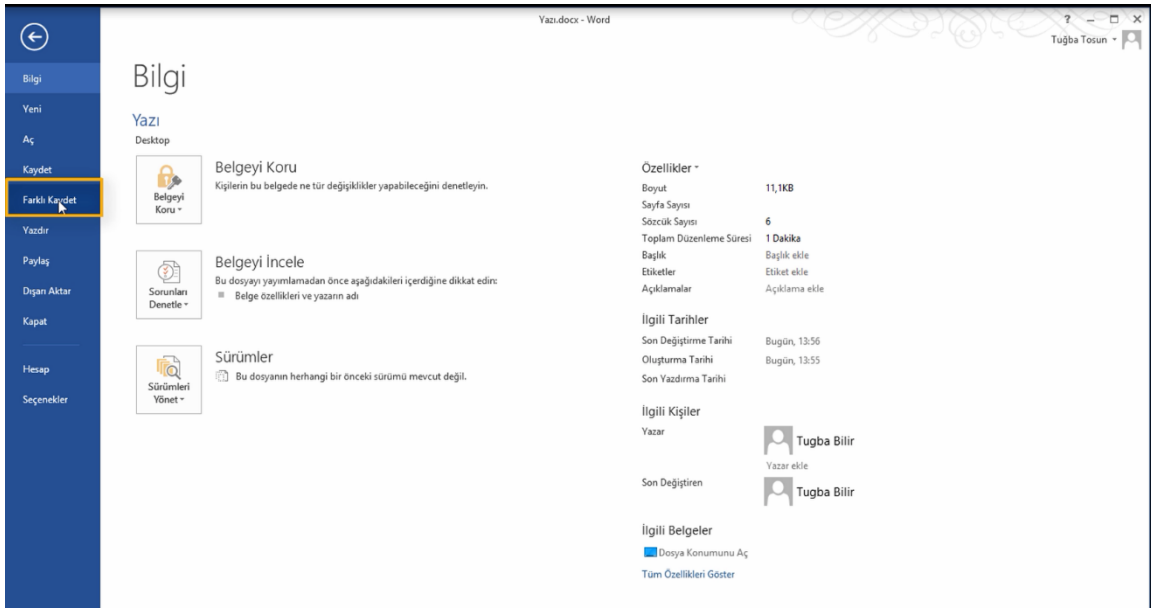 Yazı.docx - Word
?
Tuğba Tosun
Bilgi
Yeni
Aç
Kaydet
Farklı Kaydet
Yazdır
Paylaş
Dışarı Aktar
Kapat
Hesap
Seçenekler
Bilgi
Yazı
Desktop
Belgeyi
Koru
Belgeyi Koru
Kişilerin bu belgede ne tür değişiklikler yapabileceğini denetleyin.
Sorunları
Denetle
Belgeyi İncele
Bu dosyayı yayımlamadan önce aşağıdakileri içerdiğine dikkat edin:
Belge özellikleri ve yazarın adı
Sürümleri
Yönet
Sürümler
Bu dosyanın herhangi bir önceki sürümü mevcut değil.
Özellikler
Boyut 11,1KB
Sayfa Sayısı
Sözcük Sayısı 6
Toplam Düzenleme Süresi 1 Dakika
Başlık Başlık ekle
Etiketler Etiket ekle
Açıklamalar Açıklama ekle
İlgili Tarihler
Son Değiştirme Tarihi Bugün, 13:56
Oluşturma Tarihi Bugün, 13:55
Son Yazdırma Tarihi
İlgili Kişiler
Yazar Tugba Bilir
Yazar ekle
Son Değiştiren Tugba Bilir
İlgili Belgeler
Dosya Konumunu Aç
Tüm Özellikleri Göster